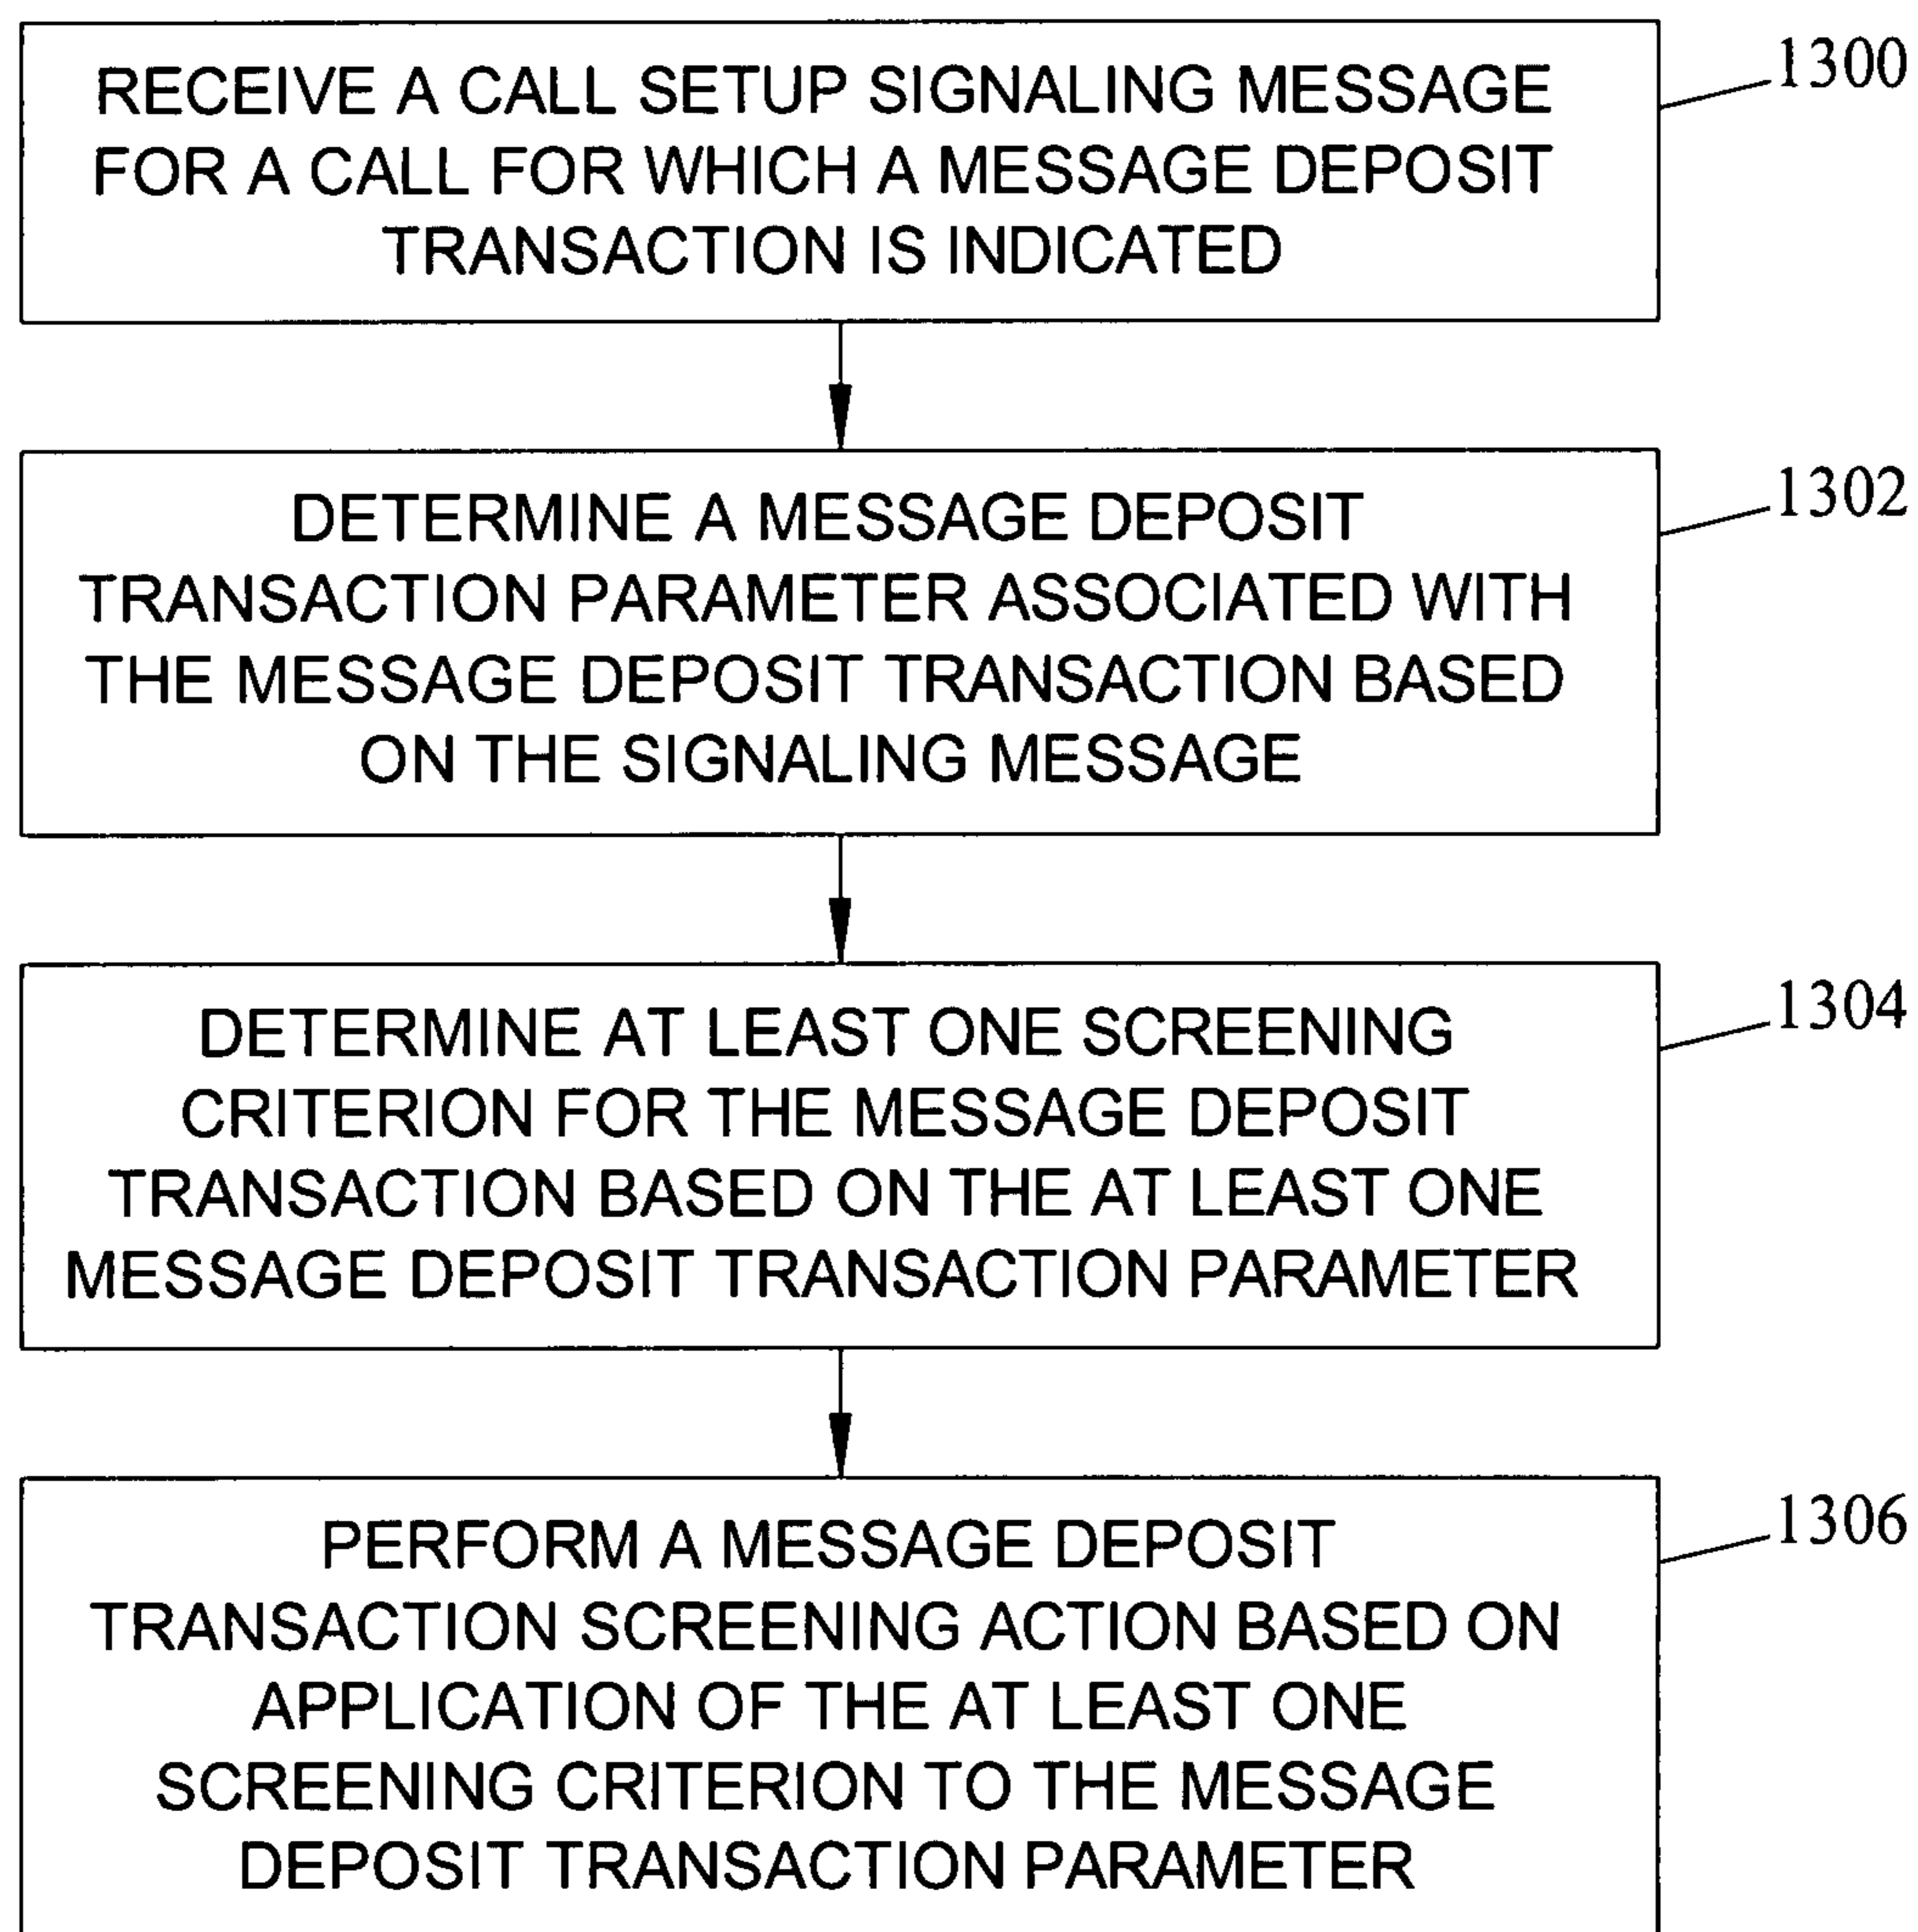 RECEIVE A CALL SETUP SIGNALING MESSAGE
FOR A CALL FOR WHICH A MESSAGE DEPOSIT
TRANSACTION IS INDICATED
1300
DETERMINE A MESSAGE DEPOSIT
TRANSACTION PARAMETER ASSOCIATED WITH
THE MESSAGE DEPOSIT TRANSACTION BASED
ON THE SIGNALING MESSAGE
1302
DETERMINE AT LEAST ONE SCREENING
CRITERION FOR THE MESSAGE DEPOSIT
TRANSACTION BASED ON THE AT LEAST ONE
MESSAGE DEPOSIT TRANSACTION PARAMETER
1304
PERFORM A MESSAGE DEPOSIT
TRANSACTION SCREENING ACTION BASED ON
APPLICATION OF THE AT LEAST ONE
SCREENING CRITERION TO THE MESSAGE
DEPOSIT TRANSACTION PARAMETER
1306